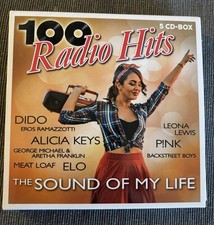 5 CD-BOX
100
Radio Hits
DIDO
EROS RAMAZZOTTI
ALICIA KEYS
GEORGE MICHAEL &
ARETHA FRANKLIN
MEAT LOAF ELO
LEONA
LEWIS
PINK
BACKSTREET BOYS
THE SOUND OF MY LIFE